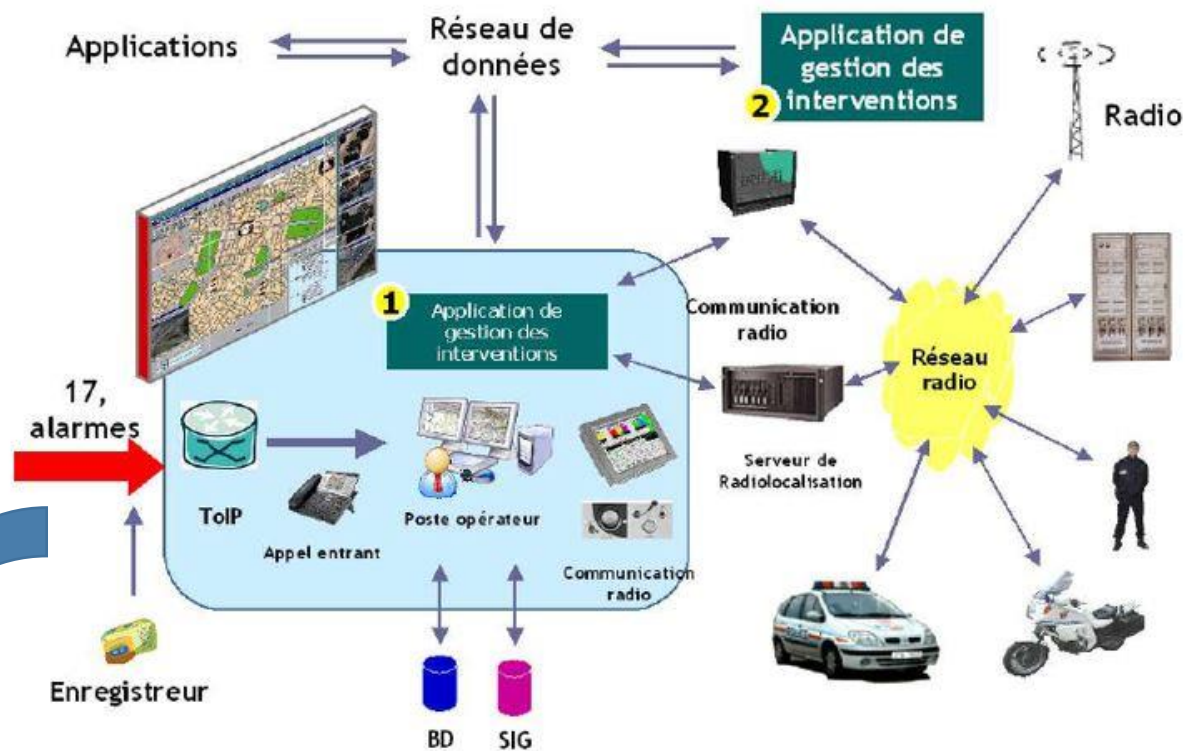 Applications
Réseau de
données
Application de
gestion des
interventions
2
Radio
1
Application de
gestion des
interventions
Communication
radio
Réseau
radio
17,
alarmes
ToIP
Appel entrant
Poste opérateur
Communication
radio
Serveur de
Radiolocalisation
Enregistreur
BD
SIG